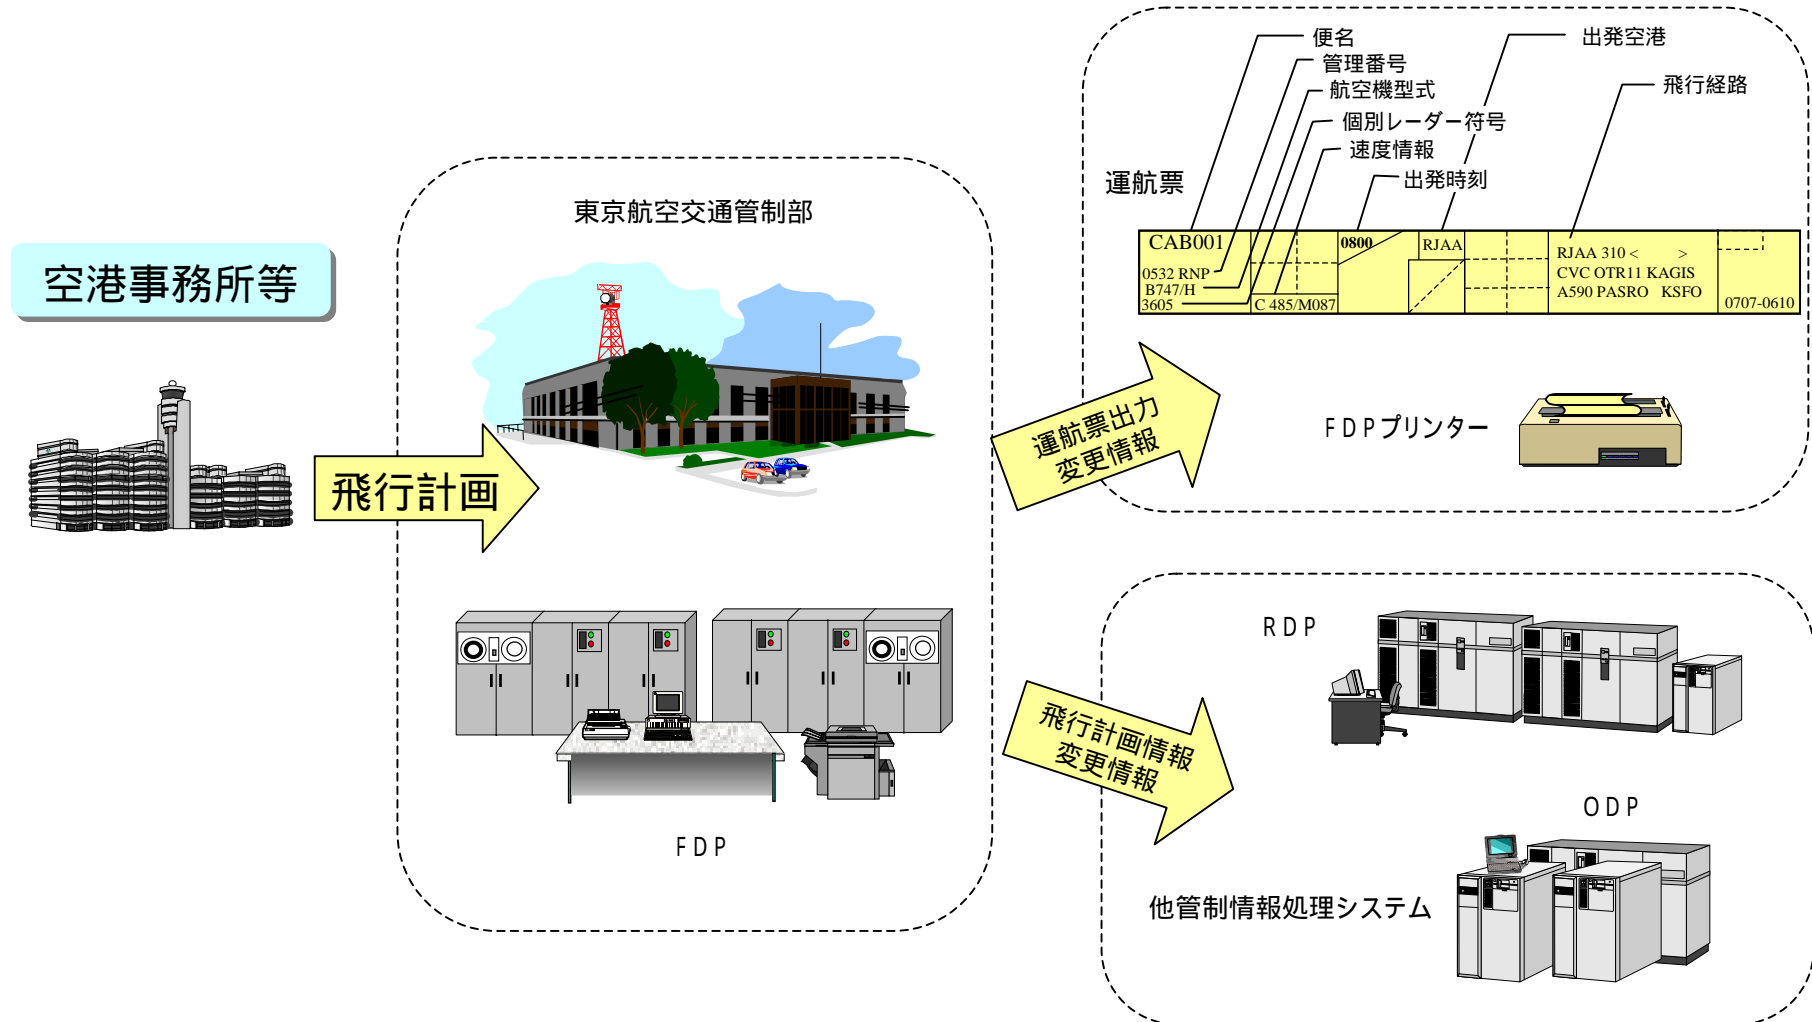 空港事務所等
飛行計画
東京航空交通管制部
FDP
運航票出力
変更情報
飛行計画情報
変更情報
便名
管理番号
航空機型式
個別レーダー符号
速度情報
出発時刻
出発空港
飛行経路
運航票
CAB001
0532 RNP
B747/H
3605
C 485/M087
0800
RJAA
RJAA 310 < >
CVC OTR11 KAGIS
A590 PASRO KSFO
0707-0610
FDPプリンター
RDP
ODP
他管制情報処理システム